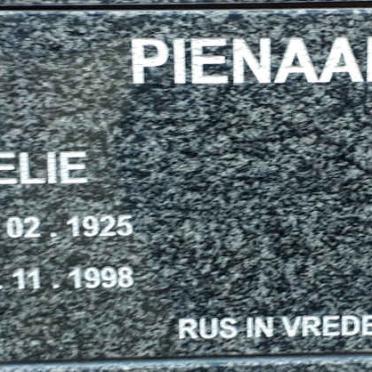 PIENAA
ELIE
02 . 1925
. 11 . 1998
RUS IN VREDE